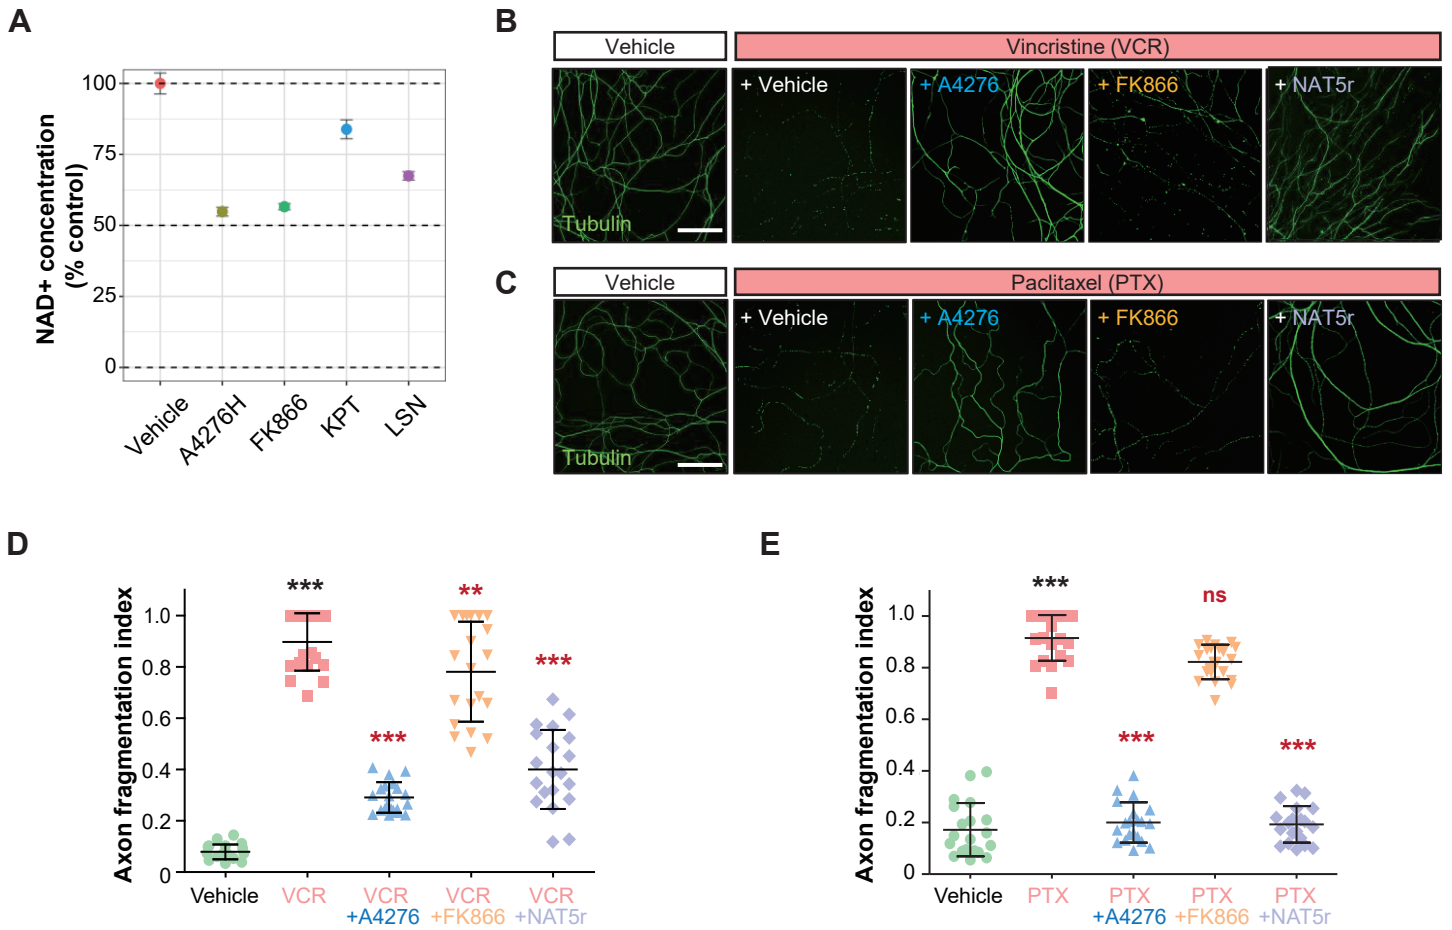 A
NAD+ concentration
(% control)
100
75
50
25
0
Vehicle
A4276H
FK866
KPT
LSN
B
Vehicle
Vincristine (VCR)
Tubulin
+ Vehicle
+ A4276
+ FK866
+ NAT5r
C
Vehicle
Paclitaxel (PTX)
Tubulin
+ Vehicle
+ A4276
+ FK866
+ NAT5r
D
Axon fragmentation index
1.0
0.8
0.6
0.4
0.2
0
***
***
**
***
Vehicle
VCR
VCR
+A4276
VCR
+FK866
VCR
+NAT5r
E
Axon fragmentation index
1.0
0.8
0.6
0.4
0.2
0
***
***
ns
***
Vehicle
PTX
PTX
+A4276
PTX
+FK866
PTX
+NAT5r